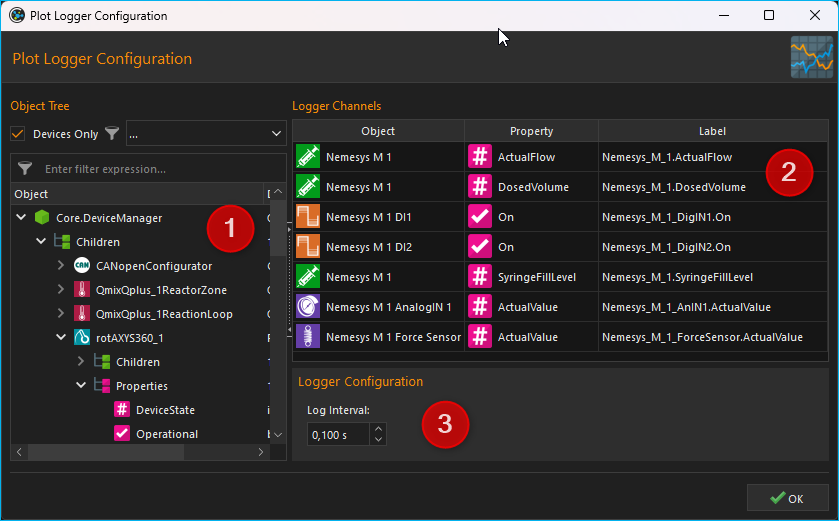 Plot Logger Configuration
Plot Logger Configuration
Object Tree
Devices Only ...
Enter filter expression...
Object
1
Core.DeviceManager
Children
CAN CANopenConfigurator
QmixQplus_1ReactorZone
QmixQplus_1ReactionLoop
rotAXYS360_1
Children
Properties
# DeviceState
Operational
Logger Channels
Object Property Label
Nemesys M 1 # ActualFlow Nemesys_M_1.ActualFlow
2
Nemesys M 1 # DosedVolume Nemesys_M_1.DosedVolume
Nemesys M 1 DI1 On Nemesys_M_1_DigIN1.On
Nemesys M 1 DI2 On Nemesys_M_1_DigIN2.On
Nemesys M 1 # SyringeFillLevel Nemesys_M_1.SyringeFillLevel
Nemesys M 1 AnalogIN 1 # ActualValue Nemesys_M_1_AnIN1.ActualValue
Nemesys M 1 Force Sensor # ActualValue Nemesys_M_1_ForceSensor.ActualValue
Logger Configuration
Log Interval:
0,100 s
3
OK